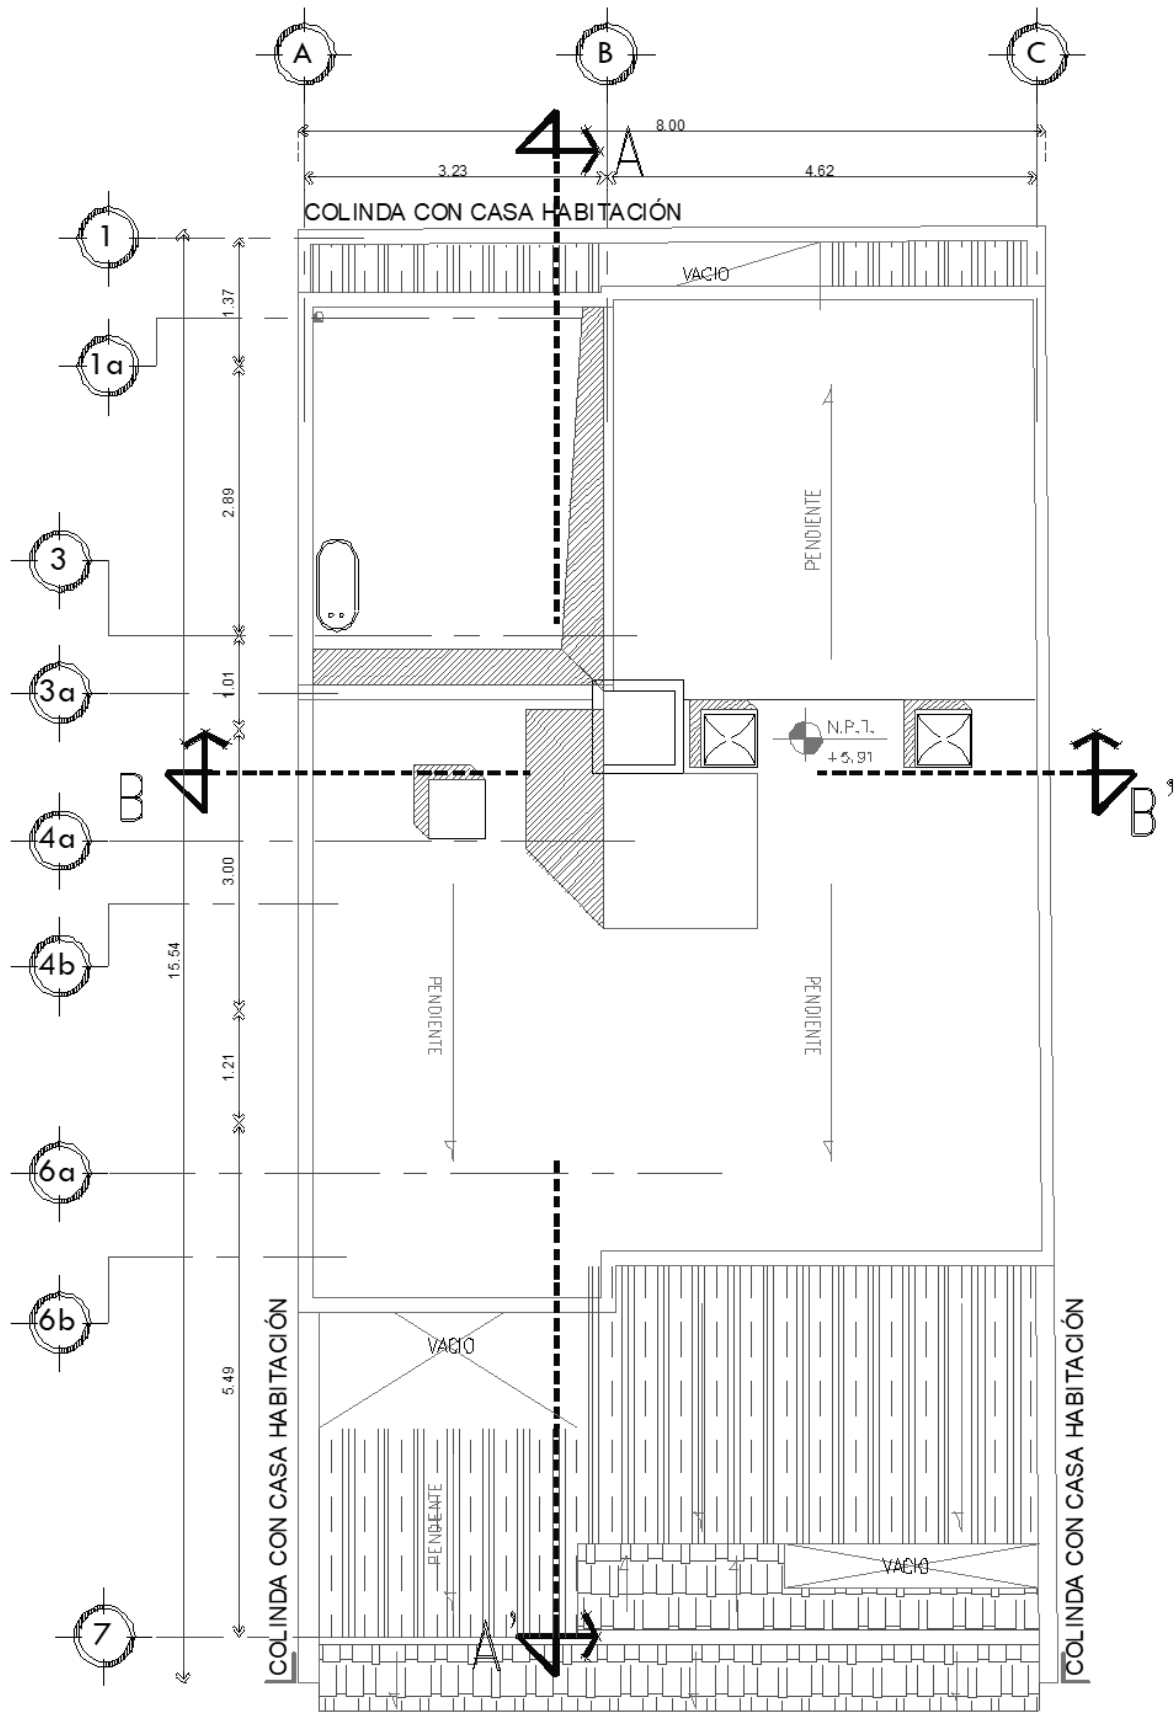 A
B
C
8.00
A
3.23
4.62
COLINDA CON CASA HABITACIÓN
1
VACIO
1.37
1a
2.89
PENDIENTE
3
1.01
3a
N.P.T.
+5.91
B
B'
4a
3.00
4b
15.54
PENDIENTE
PENDIENTE
1.21
6a
6b
COLINDA CON CASA HABITACIÓN
COLINDA CON CASA HABITACIÓN
VACIO
5.49
PENDIENTE
VACIO
7
A'